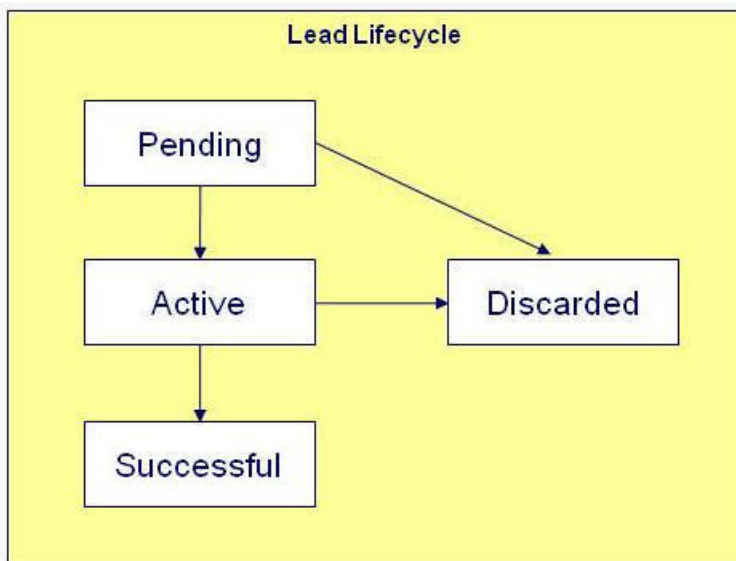 Lead Lifecycle
Pending
Active
Discarded
Successful